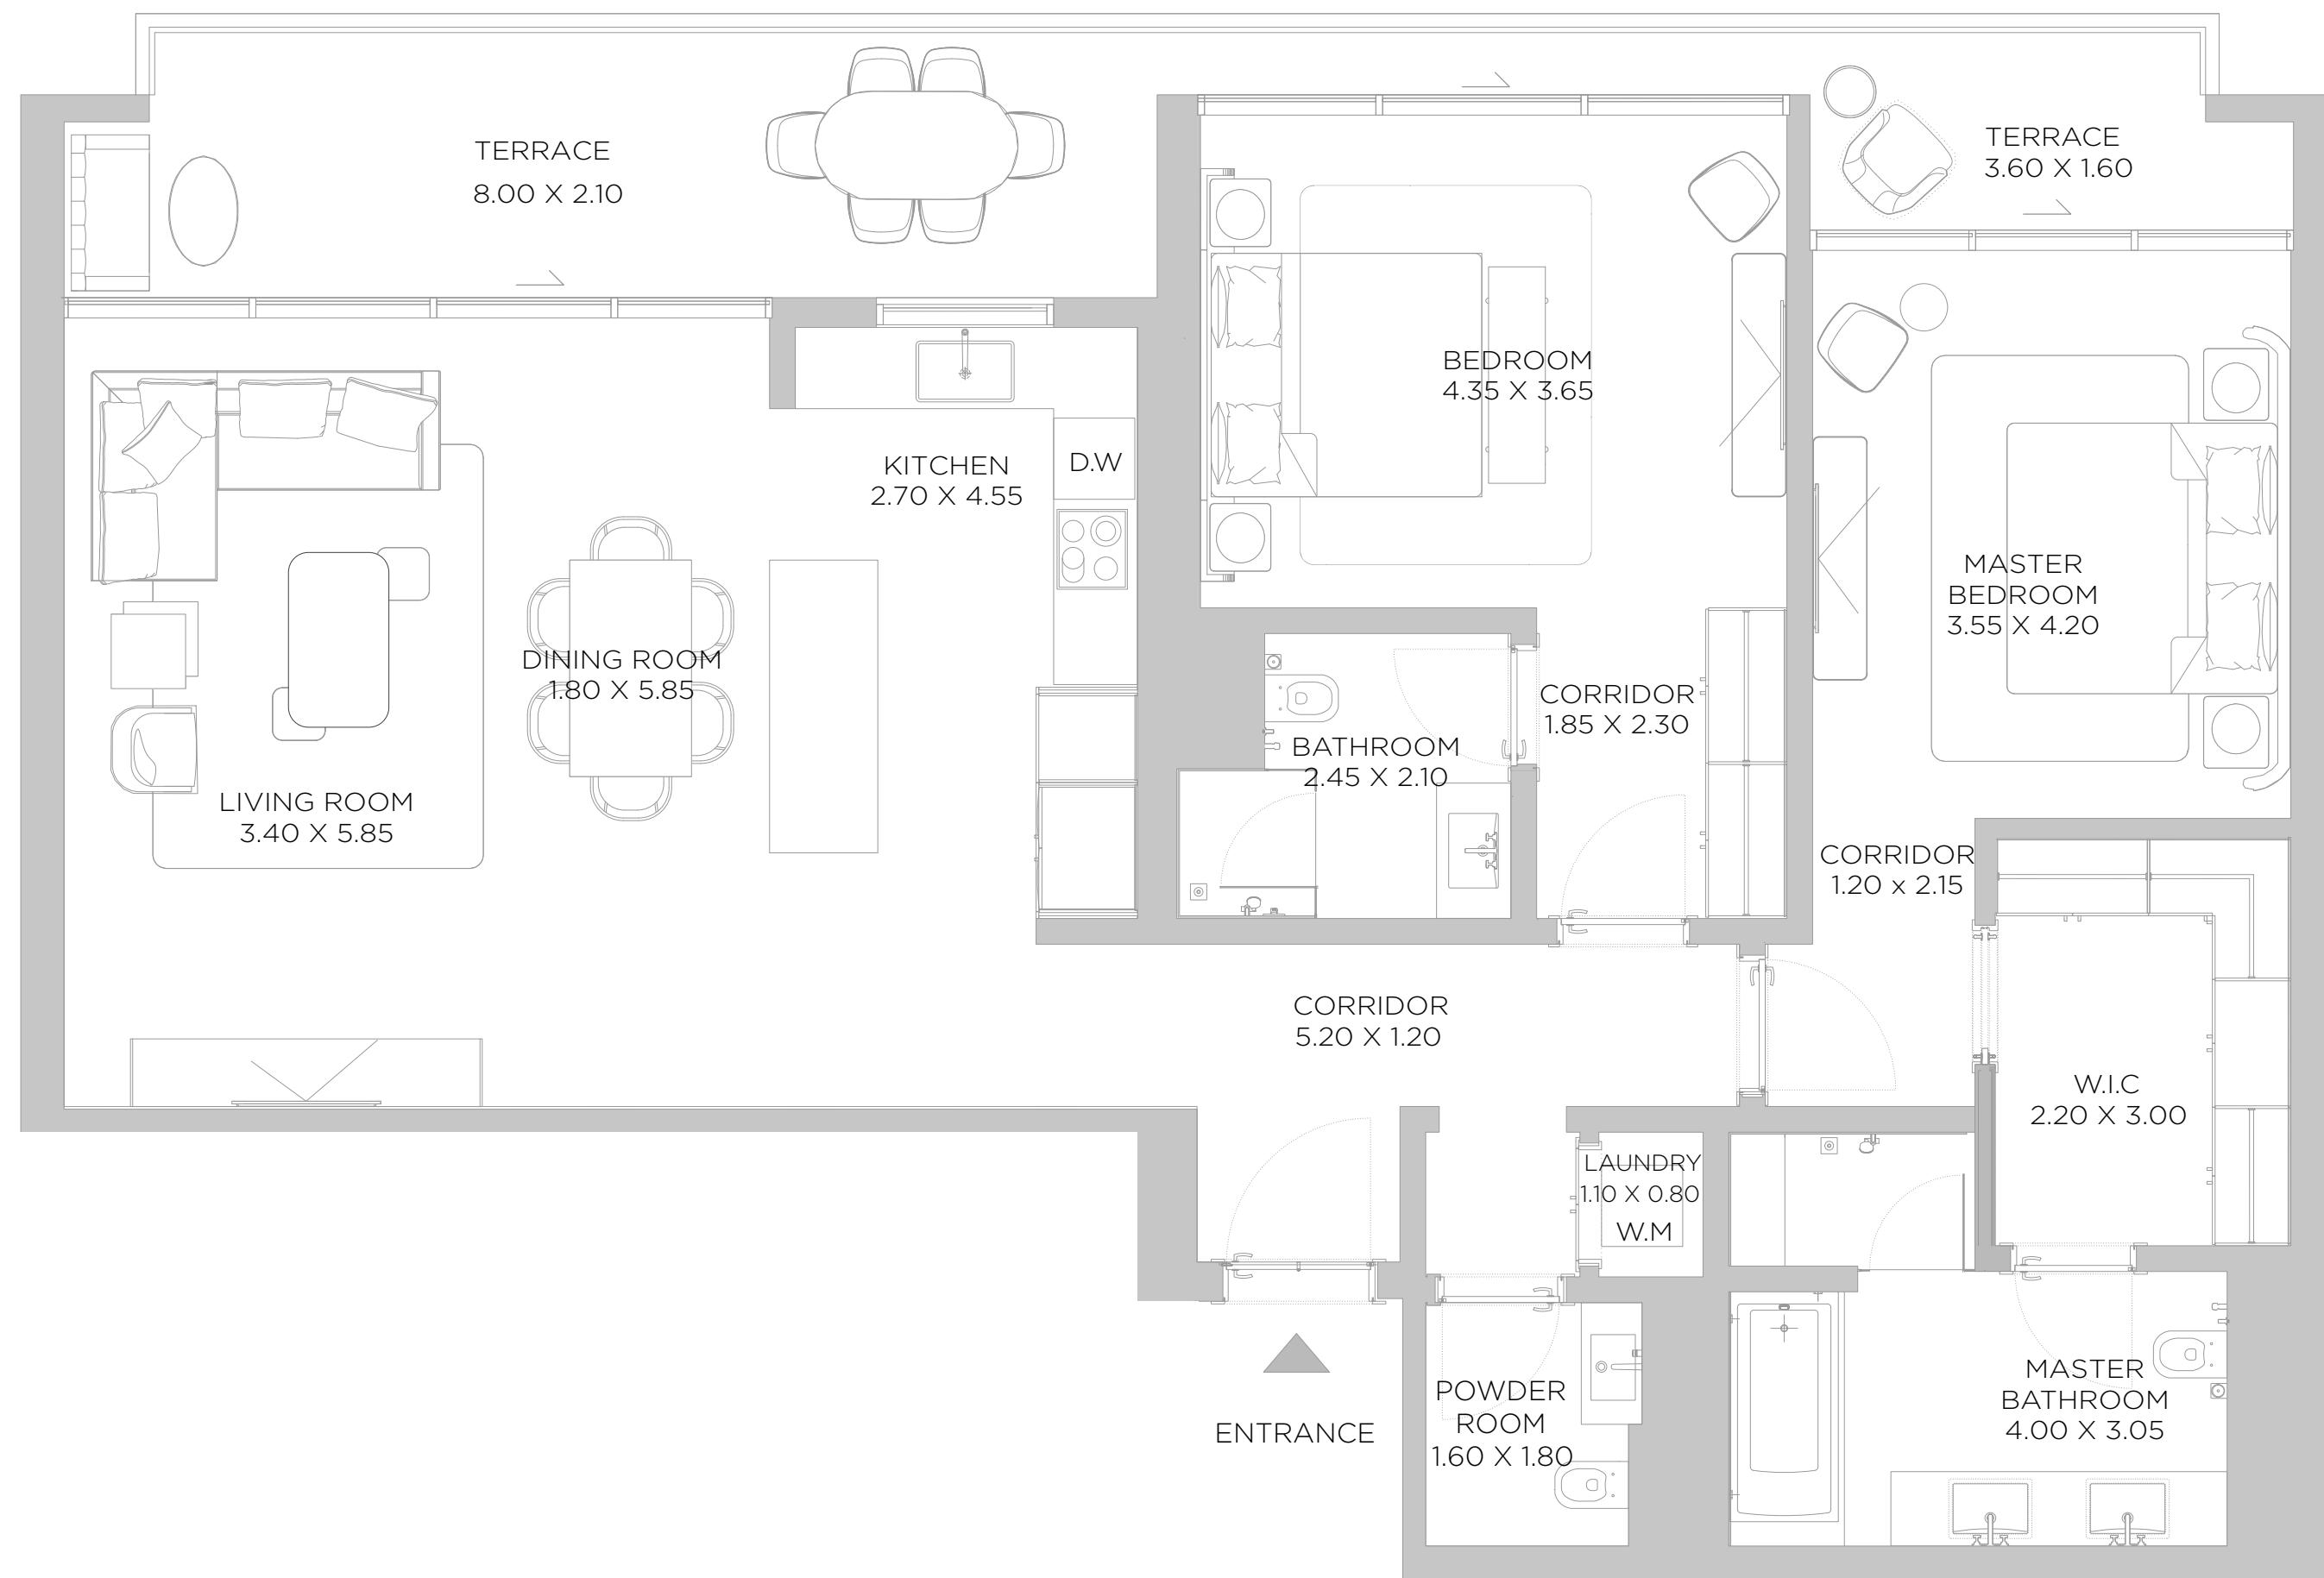 TERRACE
8.00 X 2.10
TERRACE
3.60 X 1.60
BEDROOM
4.35 X 3.65
KITCHEN
2.70 X 4.55
D.W
MASTER
BEDROOM
3.55 X 4.20
DINING ROOM
1.80 X 5.85
CORRIDOR
1.85 X 2.30
BATHROOM
2.45 X 2.10
LIVING ROOM
3.40 X 5.85
CORRIDOR
1.20 x 2.15
CORRIDOR
5.20 X 1.20
W.I.C
2.20 X 3.00
LAUNDRY
1.10 X 0.80
W.M
MASTER
BATHROOM
4.00 X 3.05
POWDER
ROOM
1.60 X 1.80
ENTRANCE